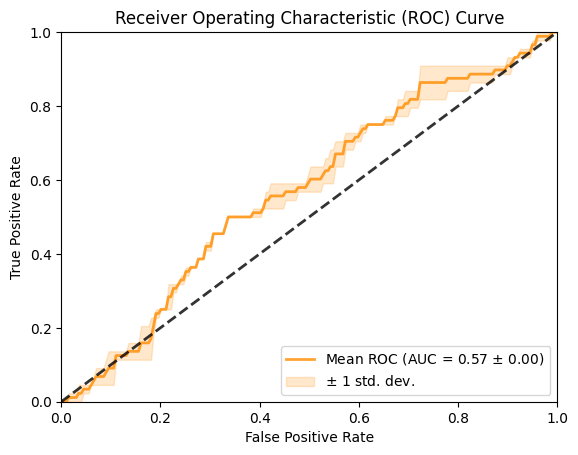 Receiver Operating Characteristic (ROC) Curve
1.0
0.8
0.6
0.4
0.2
0.0
True Positive Rate
0.0 0.2 0.4 0.6 0.8 1.0
False Positive Rate
Mean ROC (AUC = 0.57 ± 0.00)
± 1 std. dev.